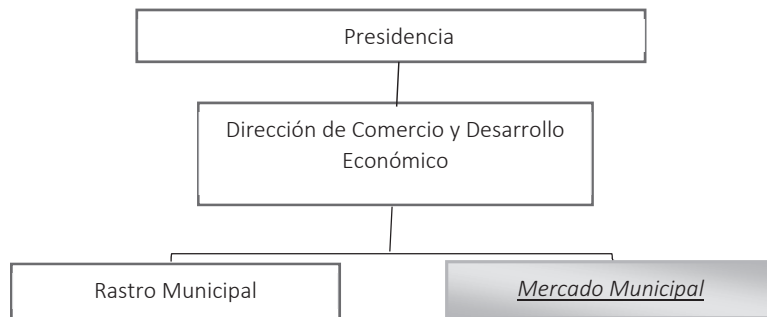 Presidencia
Dirección de Comercio y Desarrollo
Económico
Rastro Municipal
Mercado Municipal